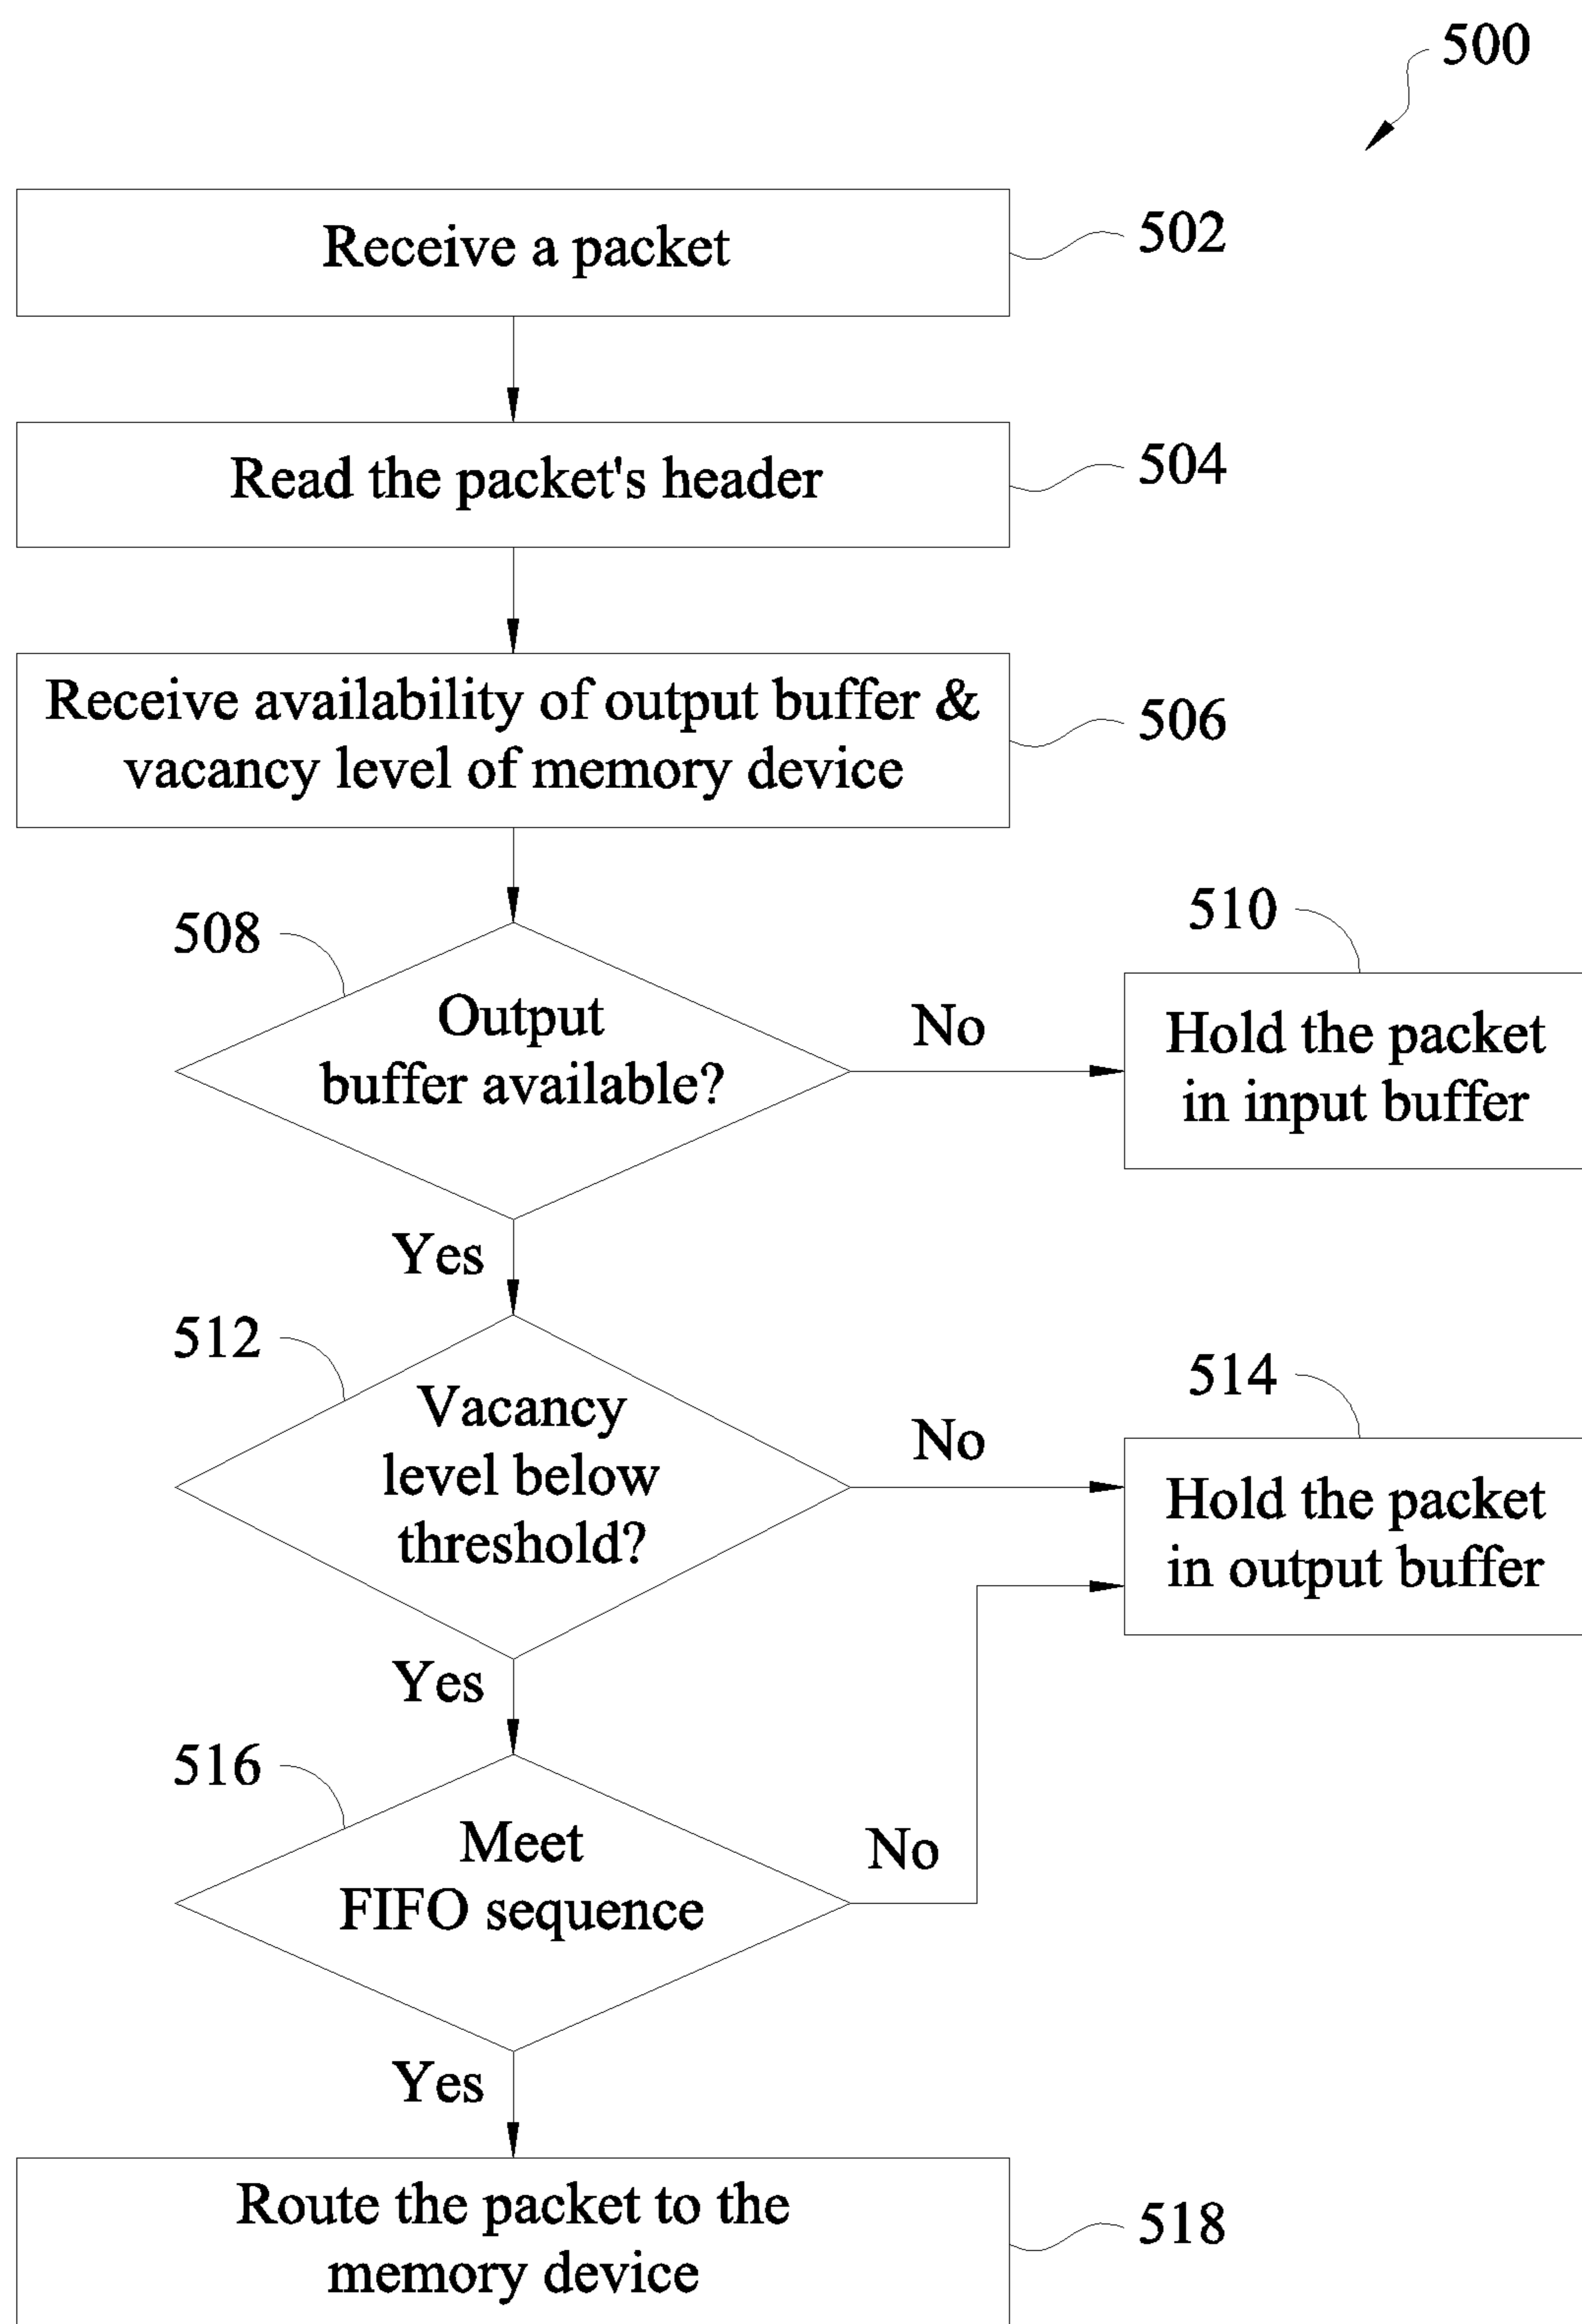 500
Receive a packet
502
Read the packet's header
504
Receive availability of output buffer &
vacancy level of memory device
506
508
Output
buffer available?
No
510
Hold the packet
in input buffer
Yes
512
Vacancy
level below
threshold?
No
514
Hold the packet
in output buffer
Yes
516
Meet
FIFO sequence
No
Yes
Route the packet to the
memory device
518